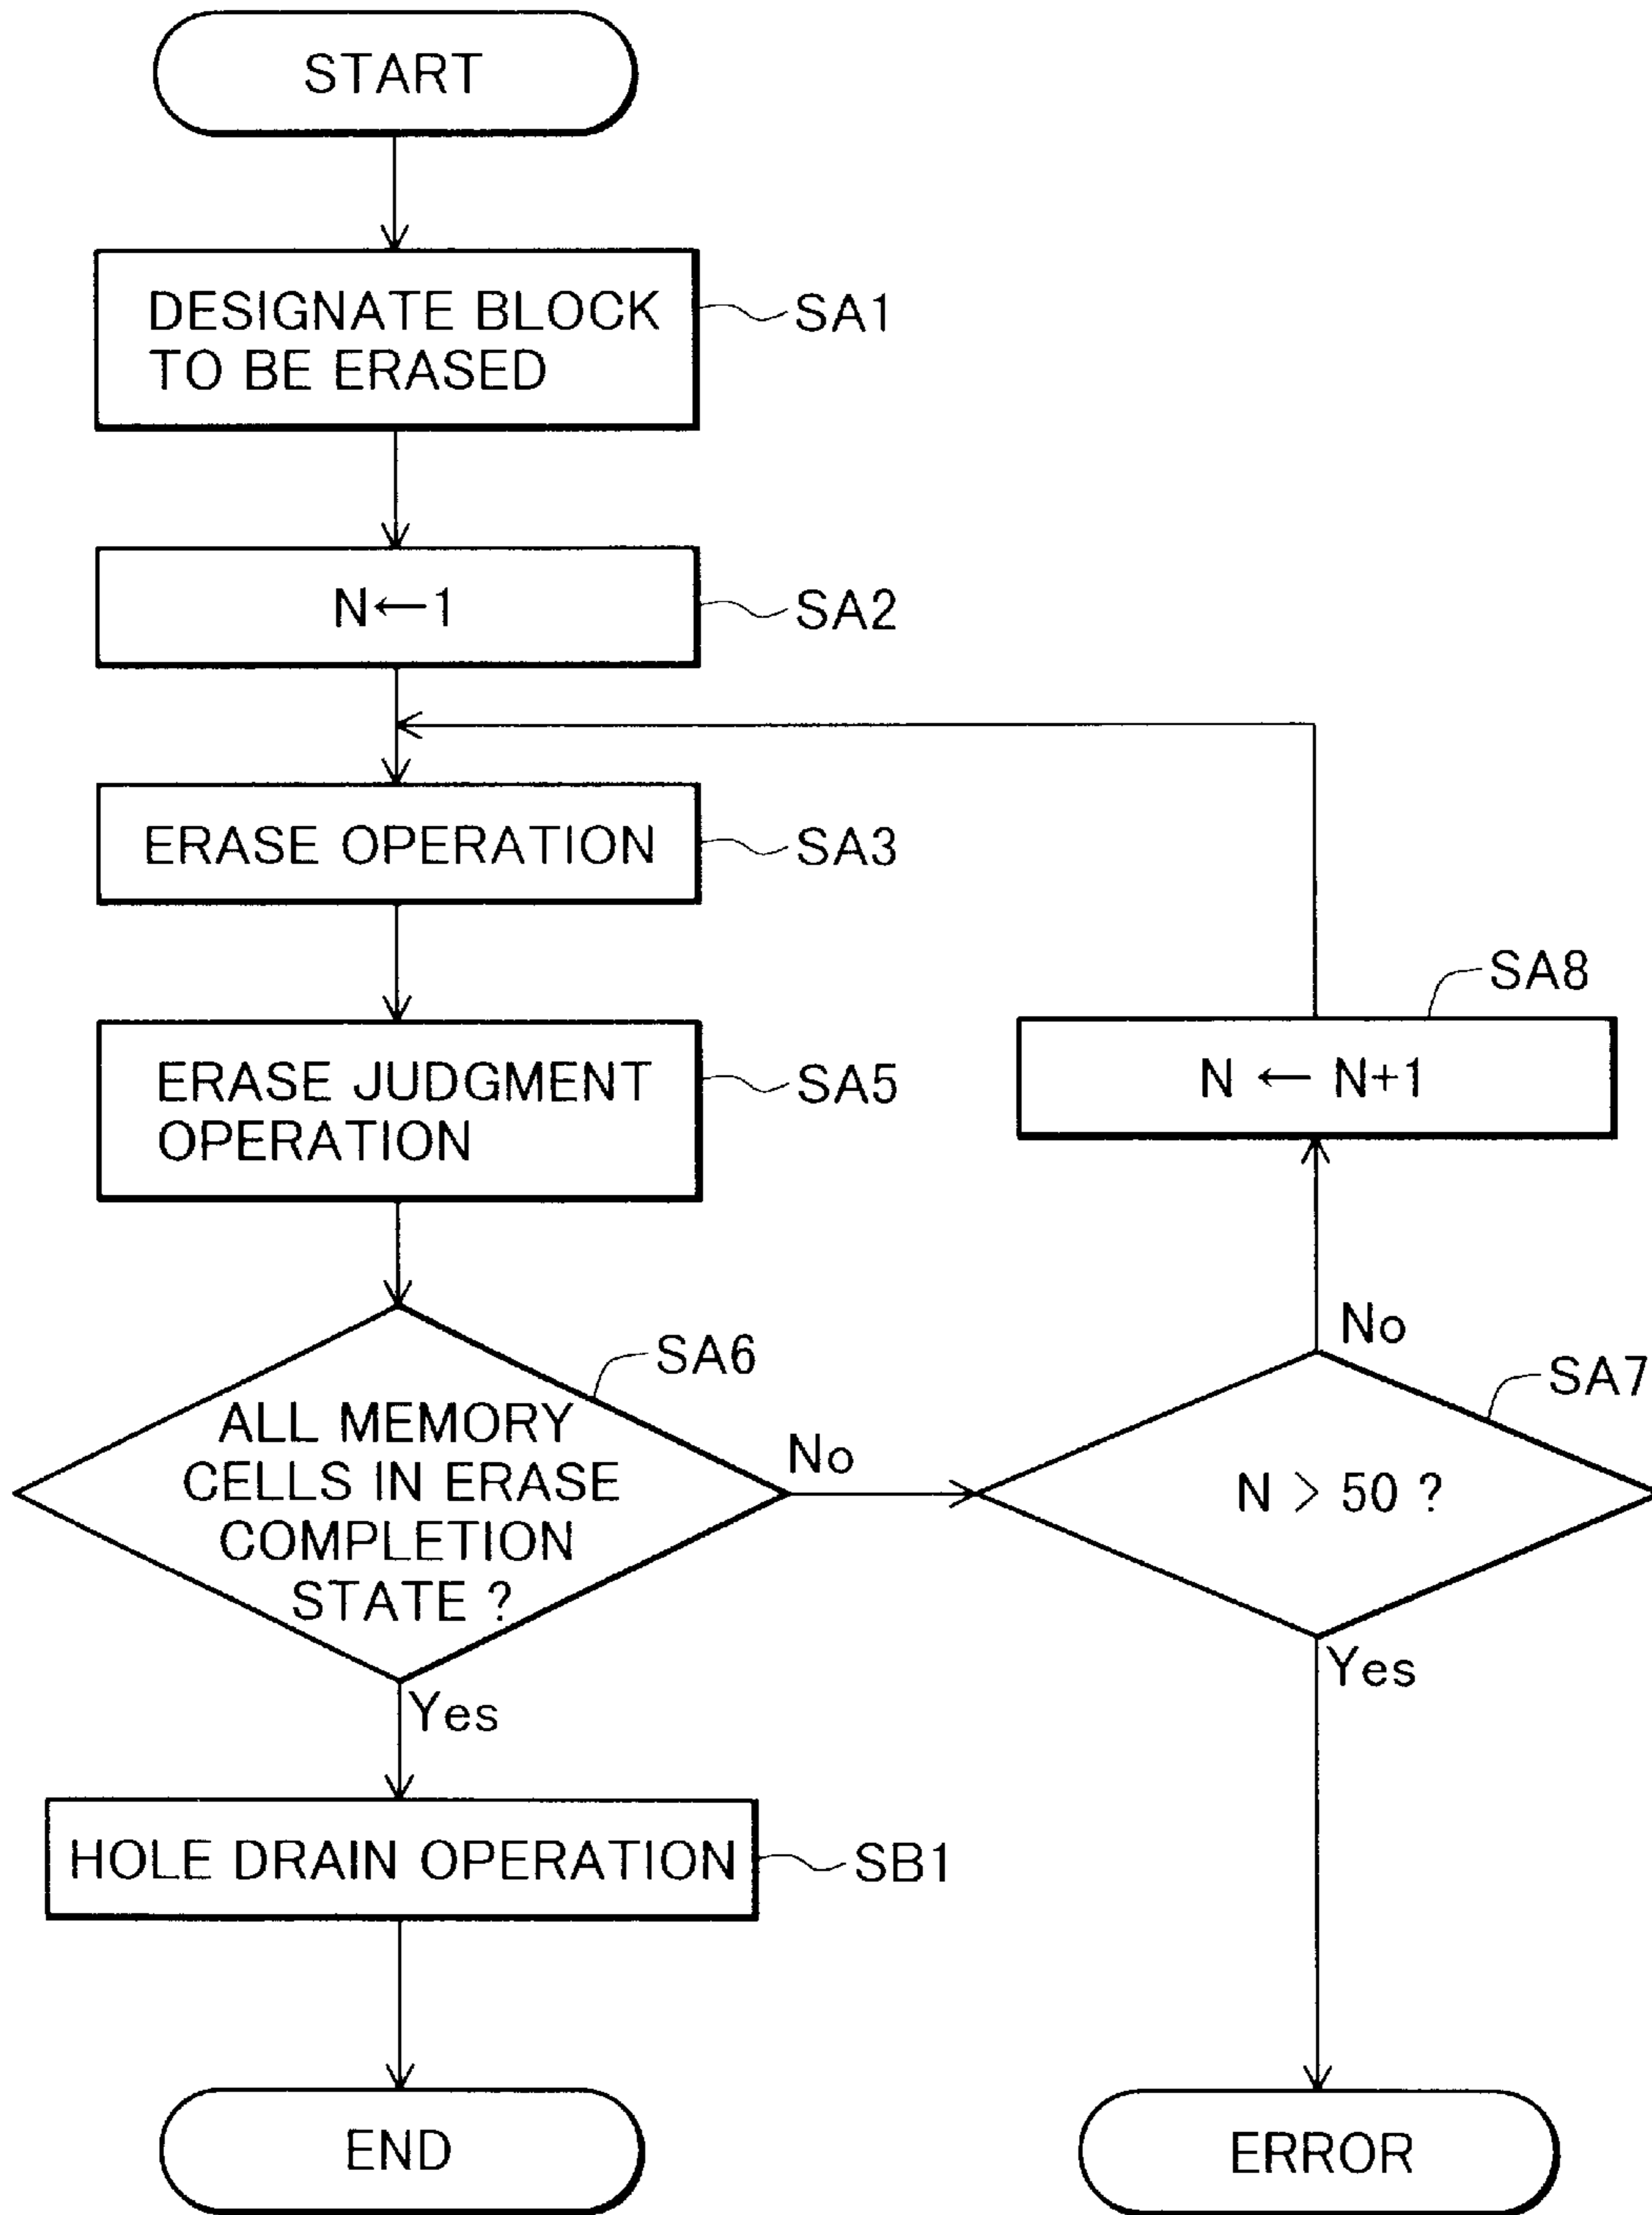 START
DESIGNATE BLOCK
TO BE ERASED
SA1
N←1
SA2
ERASE OPERATION
SA3
ERASE JUDGMENT
OPERATION
SA5
ALL MEMORY
CELLS IN ERASE
COMPLETION
STATE ?
SA6
No
Yes
N > 50 ?
SA7
No
Yes
N ← N+1
SA8
HOLE DRAIN OPERATION
SB1
END
ERROR